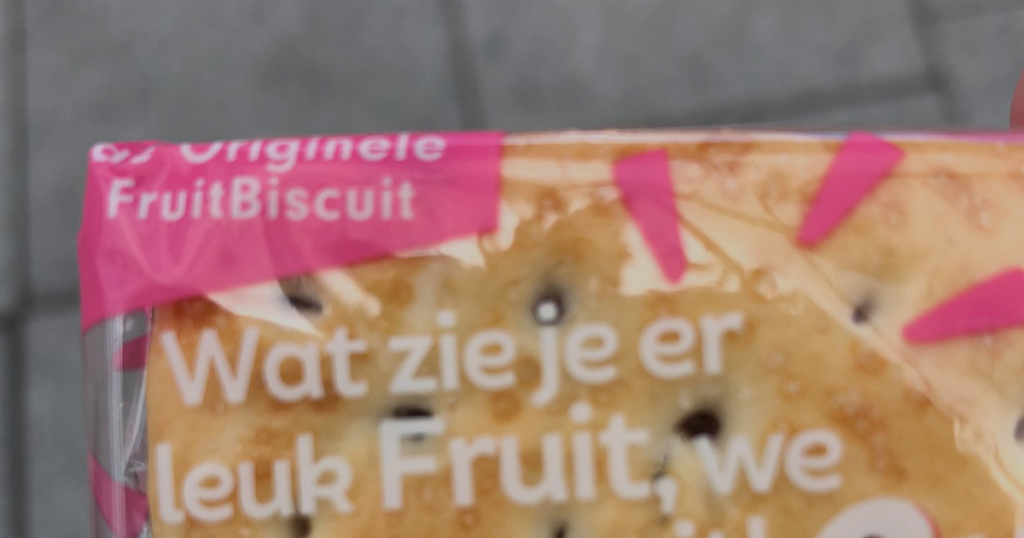 Originele
FruitBiscuit
Wat zie je er
leuk Fruit, we